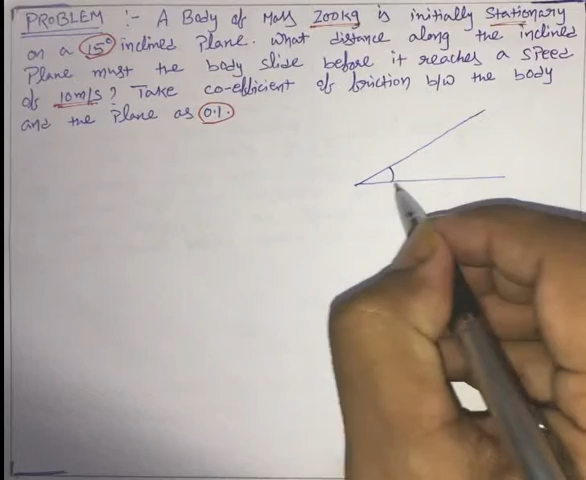 PROBLEM :- A Body of Mass 200kg is initially Stationary
on a 15° inclined Plane. What distance along the inclined
Plane must the body slide before it reaches a speed
of 10m/s? Take co-efficient of friction b/w the body
and the Plane as 0.1.